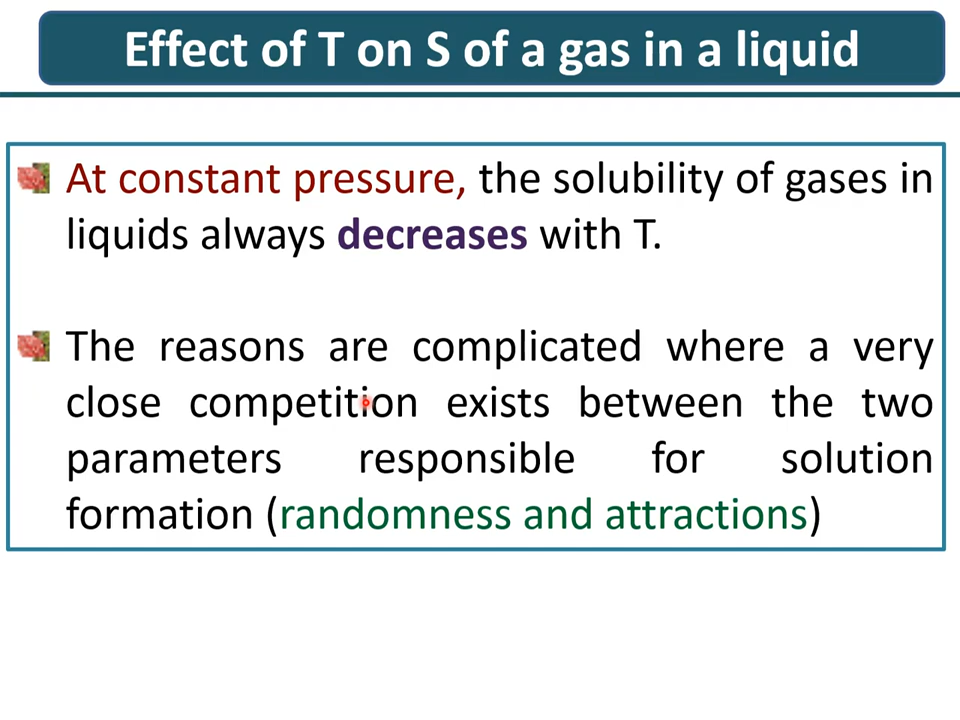 Effect of T on S of a gas in a liquid
At constant pressure, the solubility of gases in
liquids always decreases with T.
The reasons are complicated where a very
close competition exists between the two
parameters responsible for solution
formation (randomness and attractions)